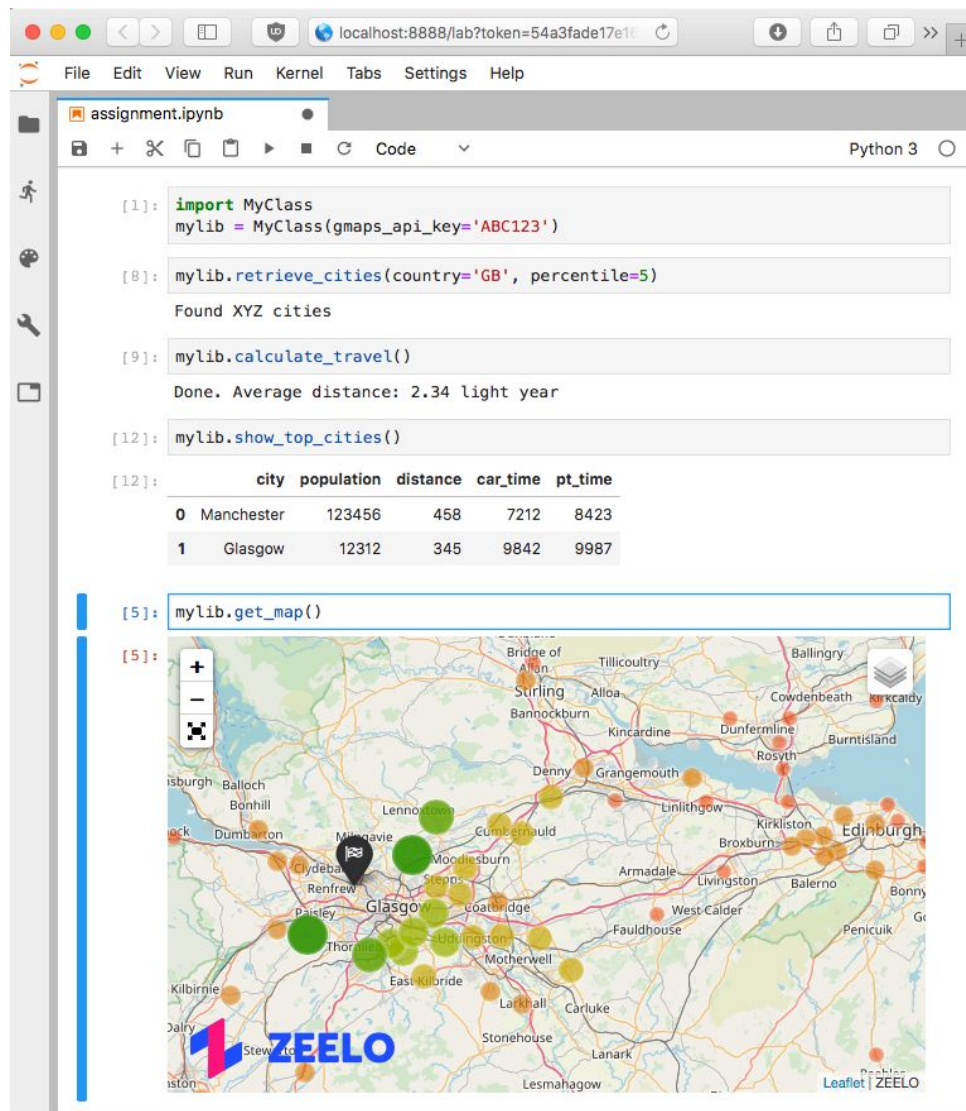 localhost:8888/lab?token=54a3fade17e1
File Edit View Run Kernel Tabs Settings Help
assignment.ipynb
Code
Python 3
[1]: import MyClass
mylib = MyClass(gmaps_api_key='ABC123')
[8]: mylib.retrieve_cities(country='GB', percentile=5)
Found XYZ cities
[9]: mylib.calculate_travel()
Done. Average distance: 2.34 light year
[12]: mylib.show_top_cities()
[12]: city population distance car_time pt_time
0 Manchester 123456 458 7212 8423
1 Glasgow 12312 345 9842 9987
[5]: mylib.get_map()
[5]:
+
−
Bridge of
Allan
Tillicoultry
Ballingry
Stirling
Alloa
Cowdenbeath
Kirkcaldy
Bannockburn
Kincardine
Dunfermline
Burntisland
Rosyth
Denny
Grangemouth
Balloch
Bonhill
Lennoxtown
Linlithgow
Kirkliston
Edinburgh
Dumbarton
Milngavie
Cumbernauld
Broxburn
Clydebank
Moodiesburn
Stepps
Armadale
Livingston
Balerno
Renfrew
Glasgow
Coatbridge
West Calder
Paisley
Fauldhouse
Penicuik
Uddingston
Motherwell
East Kilbride
Kilbirnie
Larkhall
Carluke
Dalry
Stonehouse
Lanark
ZEELO
Lesmahagow
Peebles
Leaflet | ZEELO